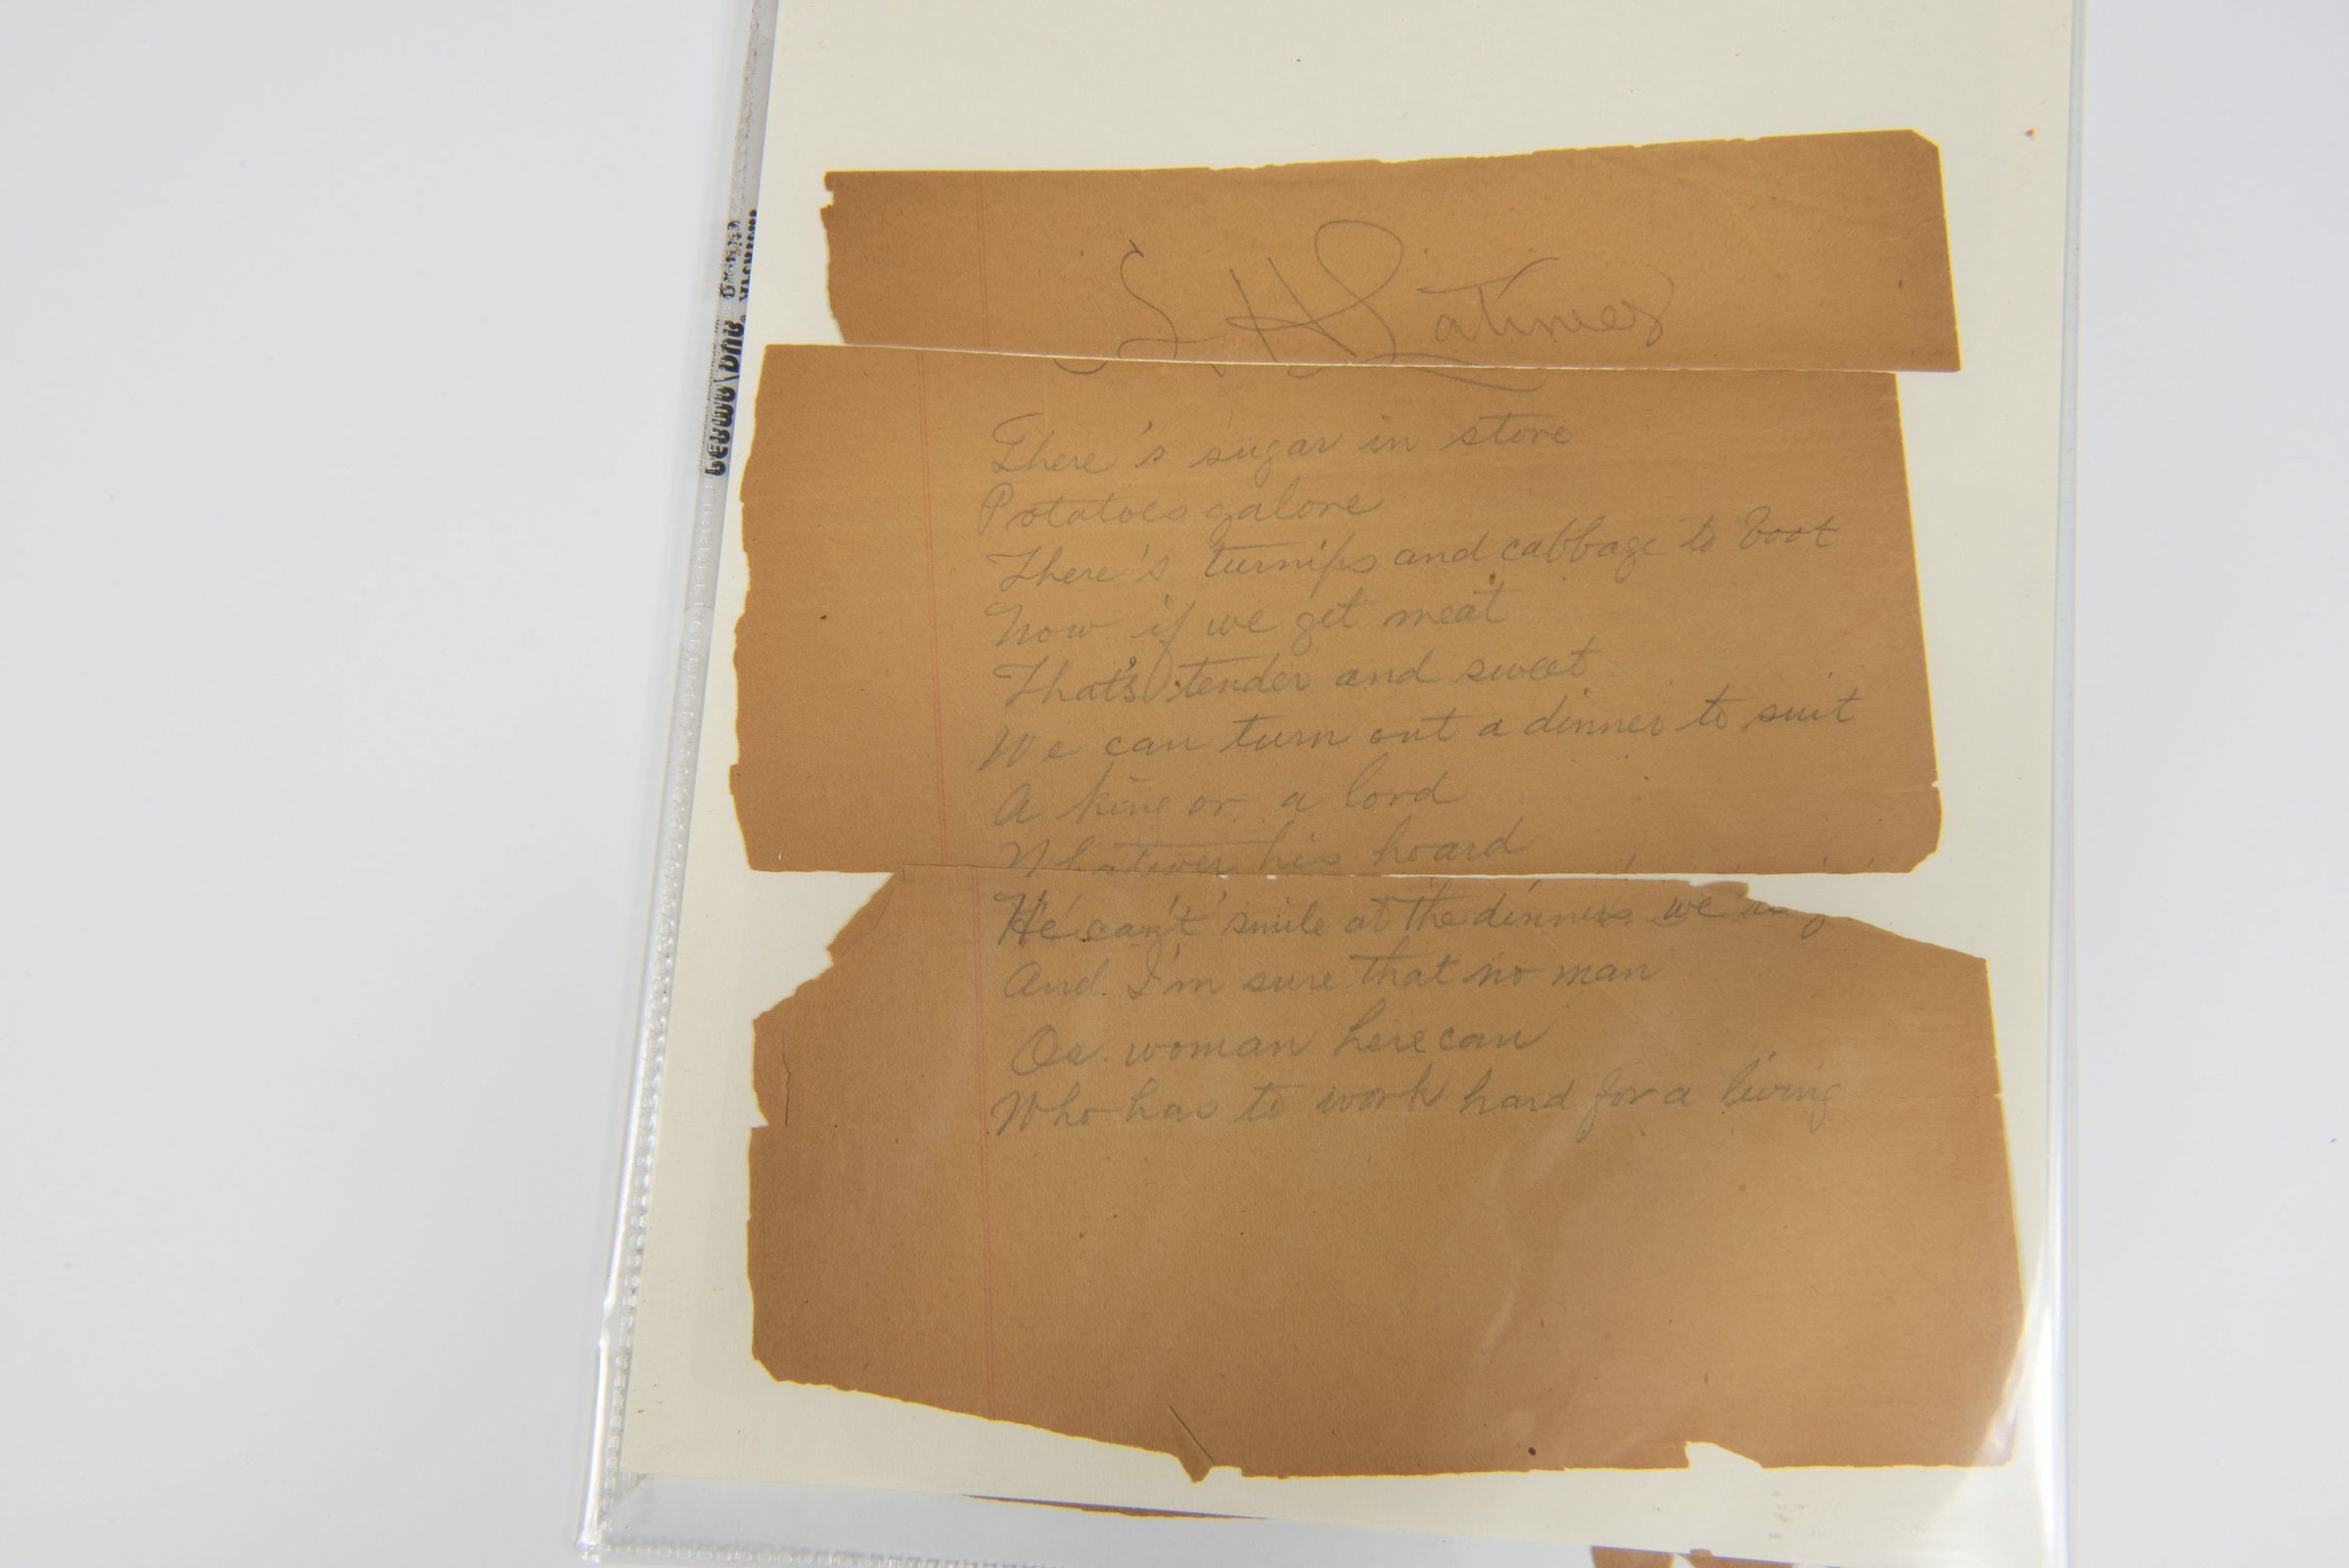 L H Latimer
There's sugar in store
Potatoes galore
There's turnips and cabbage to boot
Now if we get meat
That's tender and sweet
We can turn out a dinner to suit
A king or a lord
Whatever his hoard
He can't smile at the dinners we
And I'm sure that no man
Or woman here can
Who has to work hard for a living